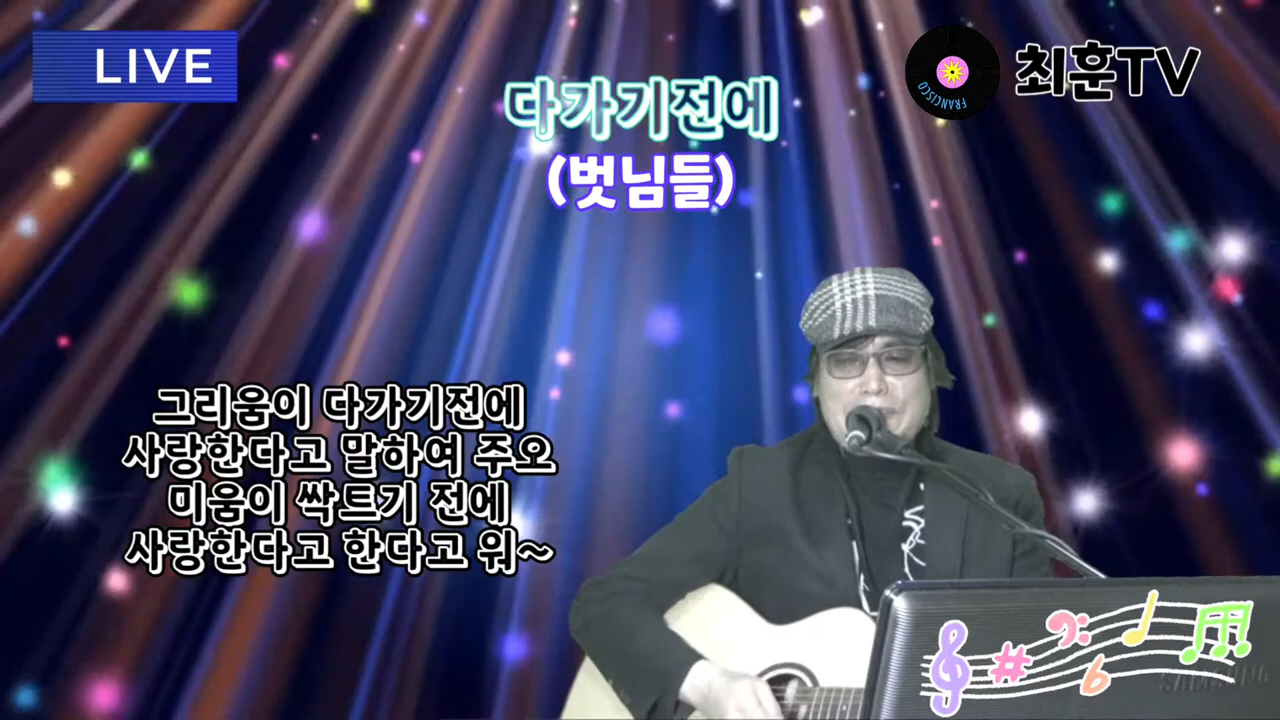 LIVE
FRANCISCO
최훈TV
다가기전에
(벗님들)
그리움이 다가기전에
사랑한다고 말하여 주오
미움이 싹트기 전에
사랑한다고 한다고 워~
SAMSUNG